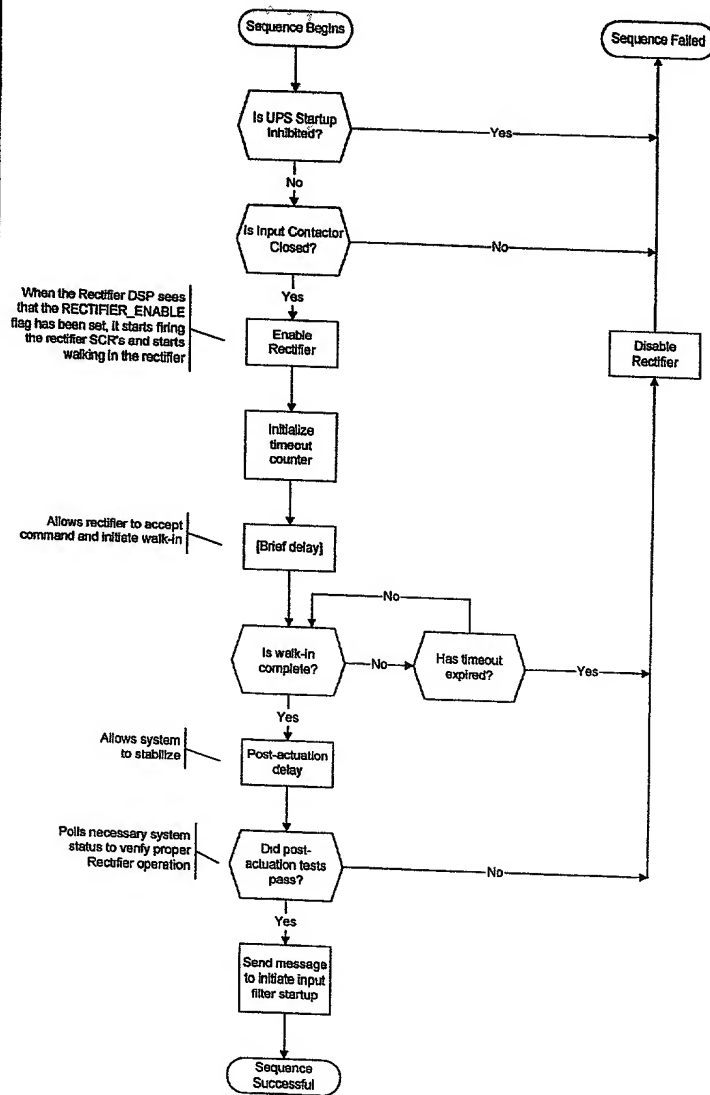 Sequence Begins
Sequence Failed
Is UPS Startup
Inhibited?
Yes
No
Is Input Contactor
Closed?
No
Yes
When the Rectifier DSP sees
that the RECTIFIER_ENABLE
flag has been set, it starts firing
the rectifier SCR's and starts
walking in the rectifier
Enable
Rectifier
Disable
Rectifier
Initialize
timeout
counter
Allows rectifier to accept
command and initiate walk-in
[Brief delay]
No
Is walk-in
complete?
No
Has timeout
expired?
Yes
Yes
Allows system
to stabilize
Post-actuation
delay
Polls necessary system
status to verify proper
Rectifier operation
Did post-
actuation tests
pass?
No
Yes
Send message
to initiate input
filter startup
Sequence
Successful